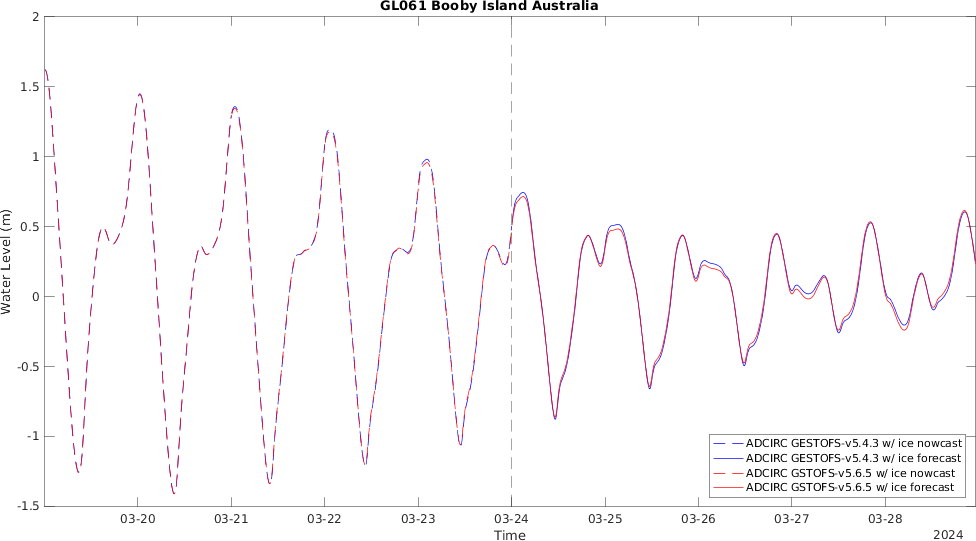 GL061 Booby Island Australia
2
1.5
1
0.5
0
-0.5
-1
-1.5
Water Level (m)
ADCIRC GESTOFS-v5.4.3 w/ ice nowcast
ADCIRC GESTOFS-v5.4.3 w/ ice forecast
ADCIRC GSTOFS-v5.6.5 w/ ice nowcast
ADCIRC GSTOFS-v5.6.5 w/ ice forecast
03-20 03-21 03-22 03-23 03-24 03-25 03-26 03-27 03-28
Time
2024